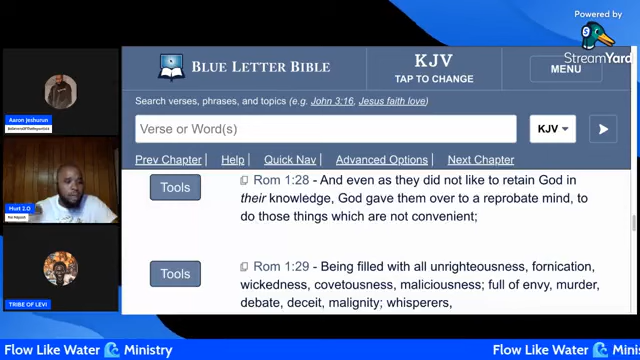 Powered by
StreamYard
BLUE LETTER BIBLE
KJV
TAP TO CHANGE
MENU
Search verses, phrases, and topics (e.g. John 3:16, Jesus faith love)
Verse or Word(s)
KJV
Prev Chapter | Help | Quick Nav | Advanced Options | Next Chapter
Tools
Rom 1:28 - And even as they did not like to retain God in
their knowledge, God gave them over to a reprobate mind, to
do those things which are not convenient;
Tools
Rom 1:29 - Being filled with all unrighteousness, fornication,
wickedness, covetousness, maliciousness; full of envy, murder,
debate, deceit, malignity; whisperers,
Aaron Jeshurun
Hurt 2.0
TRIBE OF LEVI
Flow Like Water Ministry
Flow Like Water Minis